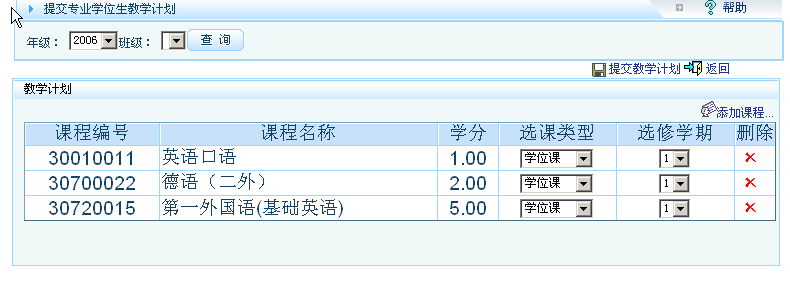 提交专业学位生教学计划 帮助
年级： 2006 班级： 查 询
提交教学计划 返回
教学计划
添加课程...
课程编号 课程名称 学分 选课类型 选修学期 删除
30010011 英语口语 1.00 学位课 1
30700022 德语（二外） 2.00 学位课 1
30720015 第一外国语(基础英语) 5.00 学位课 1